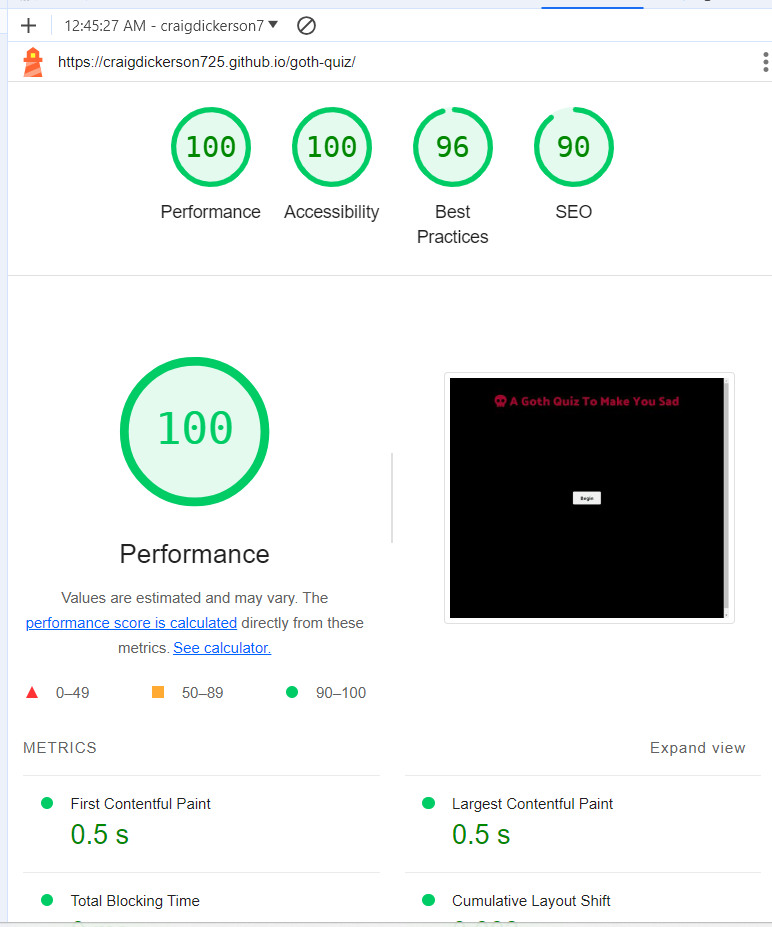 12:45:27 AM - craigdickerson7
https://craigdickerson725.github.io/goth-quiz/
100 100 96 90
Performance Accessibility Best Practices SEO
100
A Goth Quiz To Make You Sad
Begin
Performance
Values are estimated and may vary. The
performance score is calculated directly from these
metrics. See calculator.
0–49 50–89 90–100
METRICS Expand view
First Contentful Paint Largest Contentful Paint
0.5 s 0.5 s
Total Blocking Time Cumulative Layout Shift